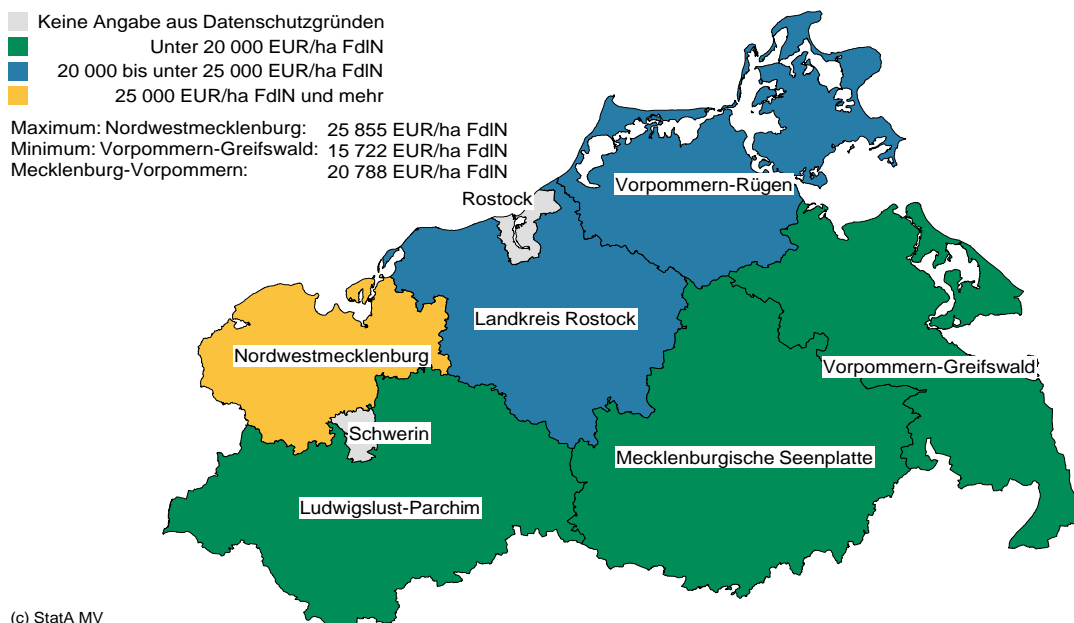 Keine Angabe aus Datenschutzgründen
Unter 20 000 EUR/ha FdlN
20 000 bis unter 25 000 EUR/ha FdlN
25 000 EUR/ha FdlN und mehr
Maximum: Nordwestmecklenburg: 25 855 EUR/ha FdlN
Minimum: Vorpommern-Greifswald: 15 722 EUR/ha FdlN
Mecklenburg-Vorpommern: 20 788 EUR/ha FdlN
Vorpommern-Rügen
Rostock
Landkreis Rostock
Nordwestmecklenburg
Vorpommern-Greifswald
Schwerin
Mecklenburgische Seenplatte
Ludwigslust-Parchim
(c) StatA MV